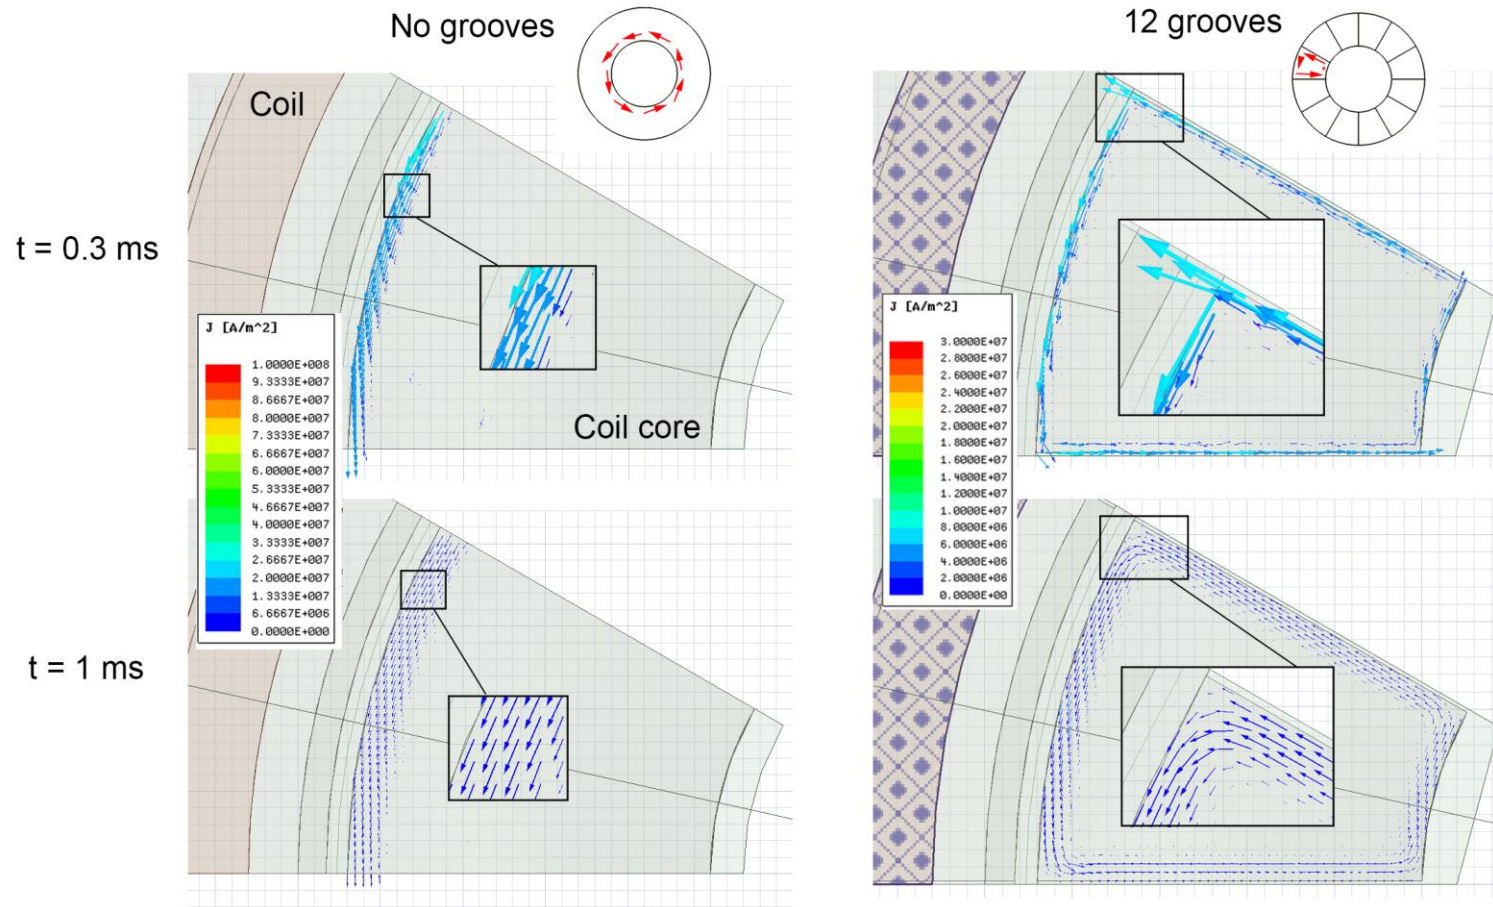 No grooves
12 grooves
Coil
t = 0.3 ms
Coil core
J [A/m^2]
1.0000E+008
9.3333E+007
8.6667E+007
8.0000E+007
7.3333E+007
6.6667E+007
6.0000E+007
5.3333E+007
4.6667E+007
4.0000E+007
3.3333E+007
2.6667E+007
2.0000E+007
1.3333E+007
6.6667E+006
0.0000E+000
J [A/m^2]
3.0000E+07
2.8000E+07
2.6000E+07
2.4000E+07
2.2000E+07
2.0000E+07
1.8000E+07
1.6000E+07
1.4000E+07
1.2000E+07
1.0000E+07
8.0000E+06
6.0000E+06
4.0000E+06
2.0000E+06
0.0000E+00
t = 1 ms